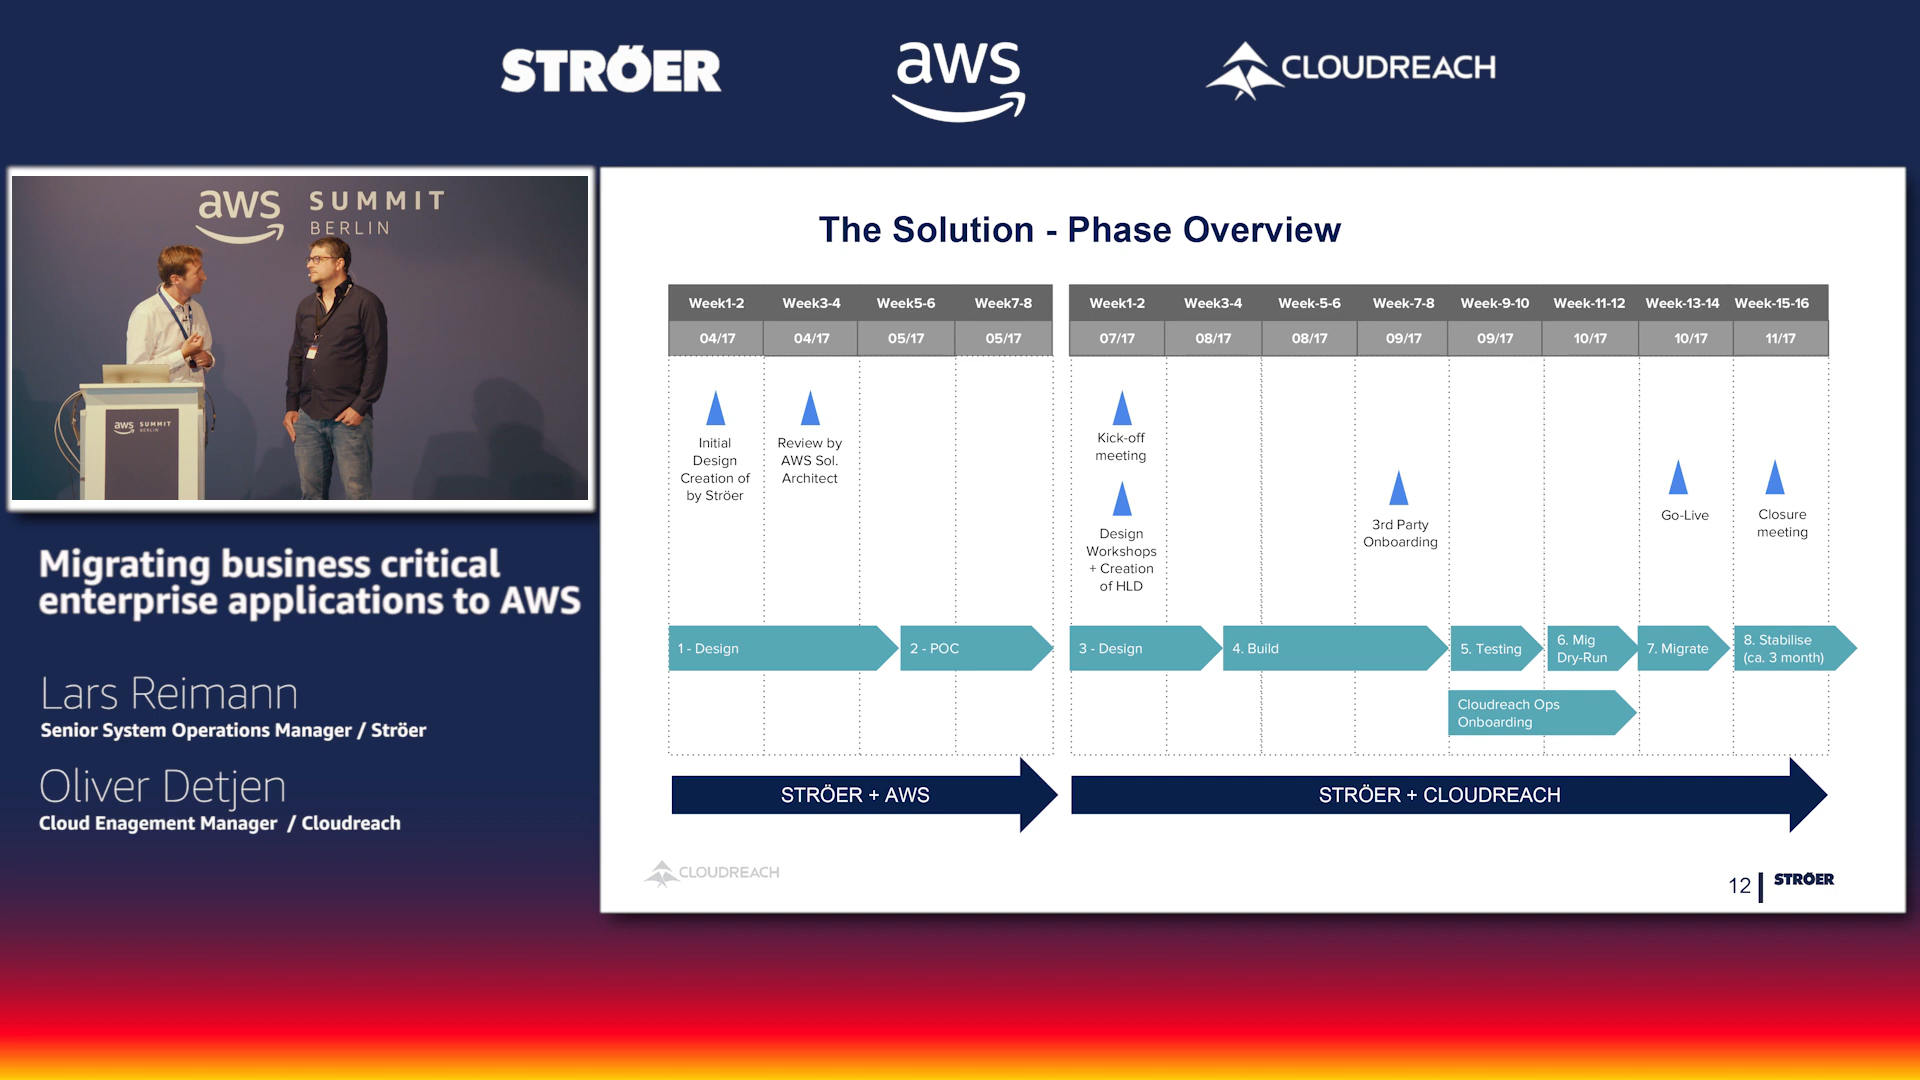 STRÖER
aws
CLOUDREACH
aws SUMMIT
BERLIN
aws SUMMIT
BERLIN
Migrating business critical
enterprise applications to AWS
Lars Reimann
Senior System Operations Manager / Ströer
Oliver Detjen
Cloud Enagement Manager / Cloudreach
The Solution - Phase Overview
Week1-2 Week3-4 Week5-6 Week7-8 Week1-2 Week3-4 Week-5-6 Week-7-8 Week-9-10 Week-11-12 Week-13-14 Week-15-16
04/17 04/17 05/17 05/17 07/17 08/17 08/17 09/17 09/17 10/17 10/17 11/17
Initial
Design
Creation of
by Ströer
Review by
AWS Sol.
Architect
Kick-off
meeting
Design
Workshops
+ Creation
of HLD
3rd Party
Onboarding
Go-Live
Closure
meeting
1 - Design
2 - POC
3 - Design
4. Build
5. Testing
6. Mig
Dry-Run
7. Migrate
8. Stabilise
(ca. 3 month)
Cloudreach Ops
Onboarding
STRÖER + AWS
STRÖER + CLOUDREACH
CLOUDREACH
12
STRÖER